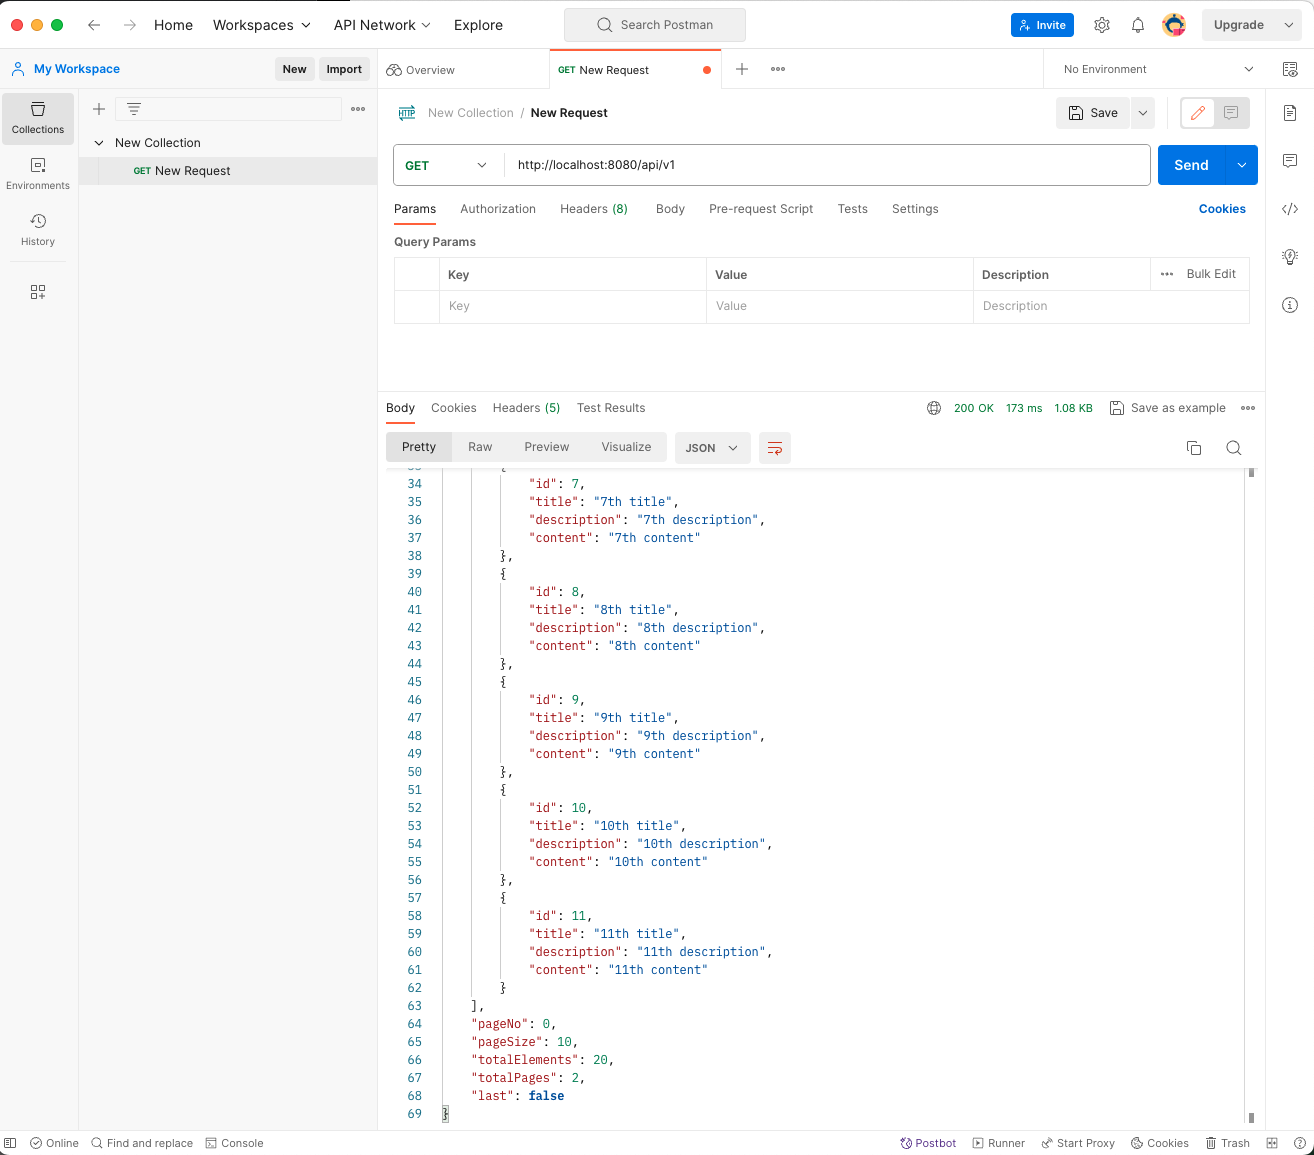 Home Workspaces API Network Explore Search Postman Invite Upgrade
My Workspace New Import Overview GET New Request No Environment
Collections
Environments
History
New Collection
GET New Request
HTTP New Collection / New Request Save
GET http://localhost:8080/api/v1 Send
Params Authorization Headers (8) Body Pre-request Script Tests Settings Cookies
Query Params
Key Value Description Bulk Edit
Key Value Description
Body Cookies Headers (5) Test Results 200 OK 173 ms 1.08 KB Save as example
Pretty Raw Preview Visualize JSON
34 "id": 7,
35 "title": "7th title",
36 "description": "7th description",
37 "content": "7th content"
38 },
39 {
40 "id": 8,
41 "title": "8th title",
42 "description": "8th description",
43 "content": "8th content"
44 },
45 {
46 "id": 9,
47 "title": "9th title",
48 "description": "9th description",
49 "content": "9th content"
50 },
51 {
52 "id": 10,
53 "title": "10th title",
54 "description": "10th description",
55 "content": "10th content"
56 },
57 {
58 "id": 11,
59 "title": "11th title",
60 "description": "11th description",
61 "content": "11th content"
62 }
63 ],
64 "pageNo": 0,
65 "pageSize": 10,
66 "totalElements": 20,
67 "totalPages": 2,
68 "last": false
69 }
Online Find and replace Console Postbot Runner Start Proxy Cookies Trash